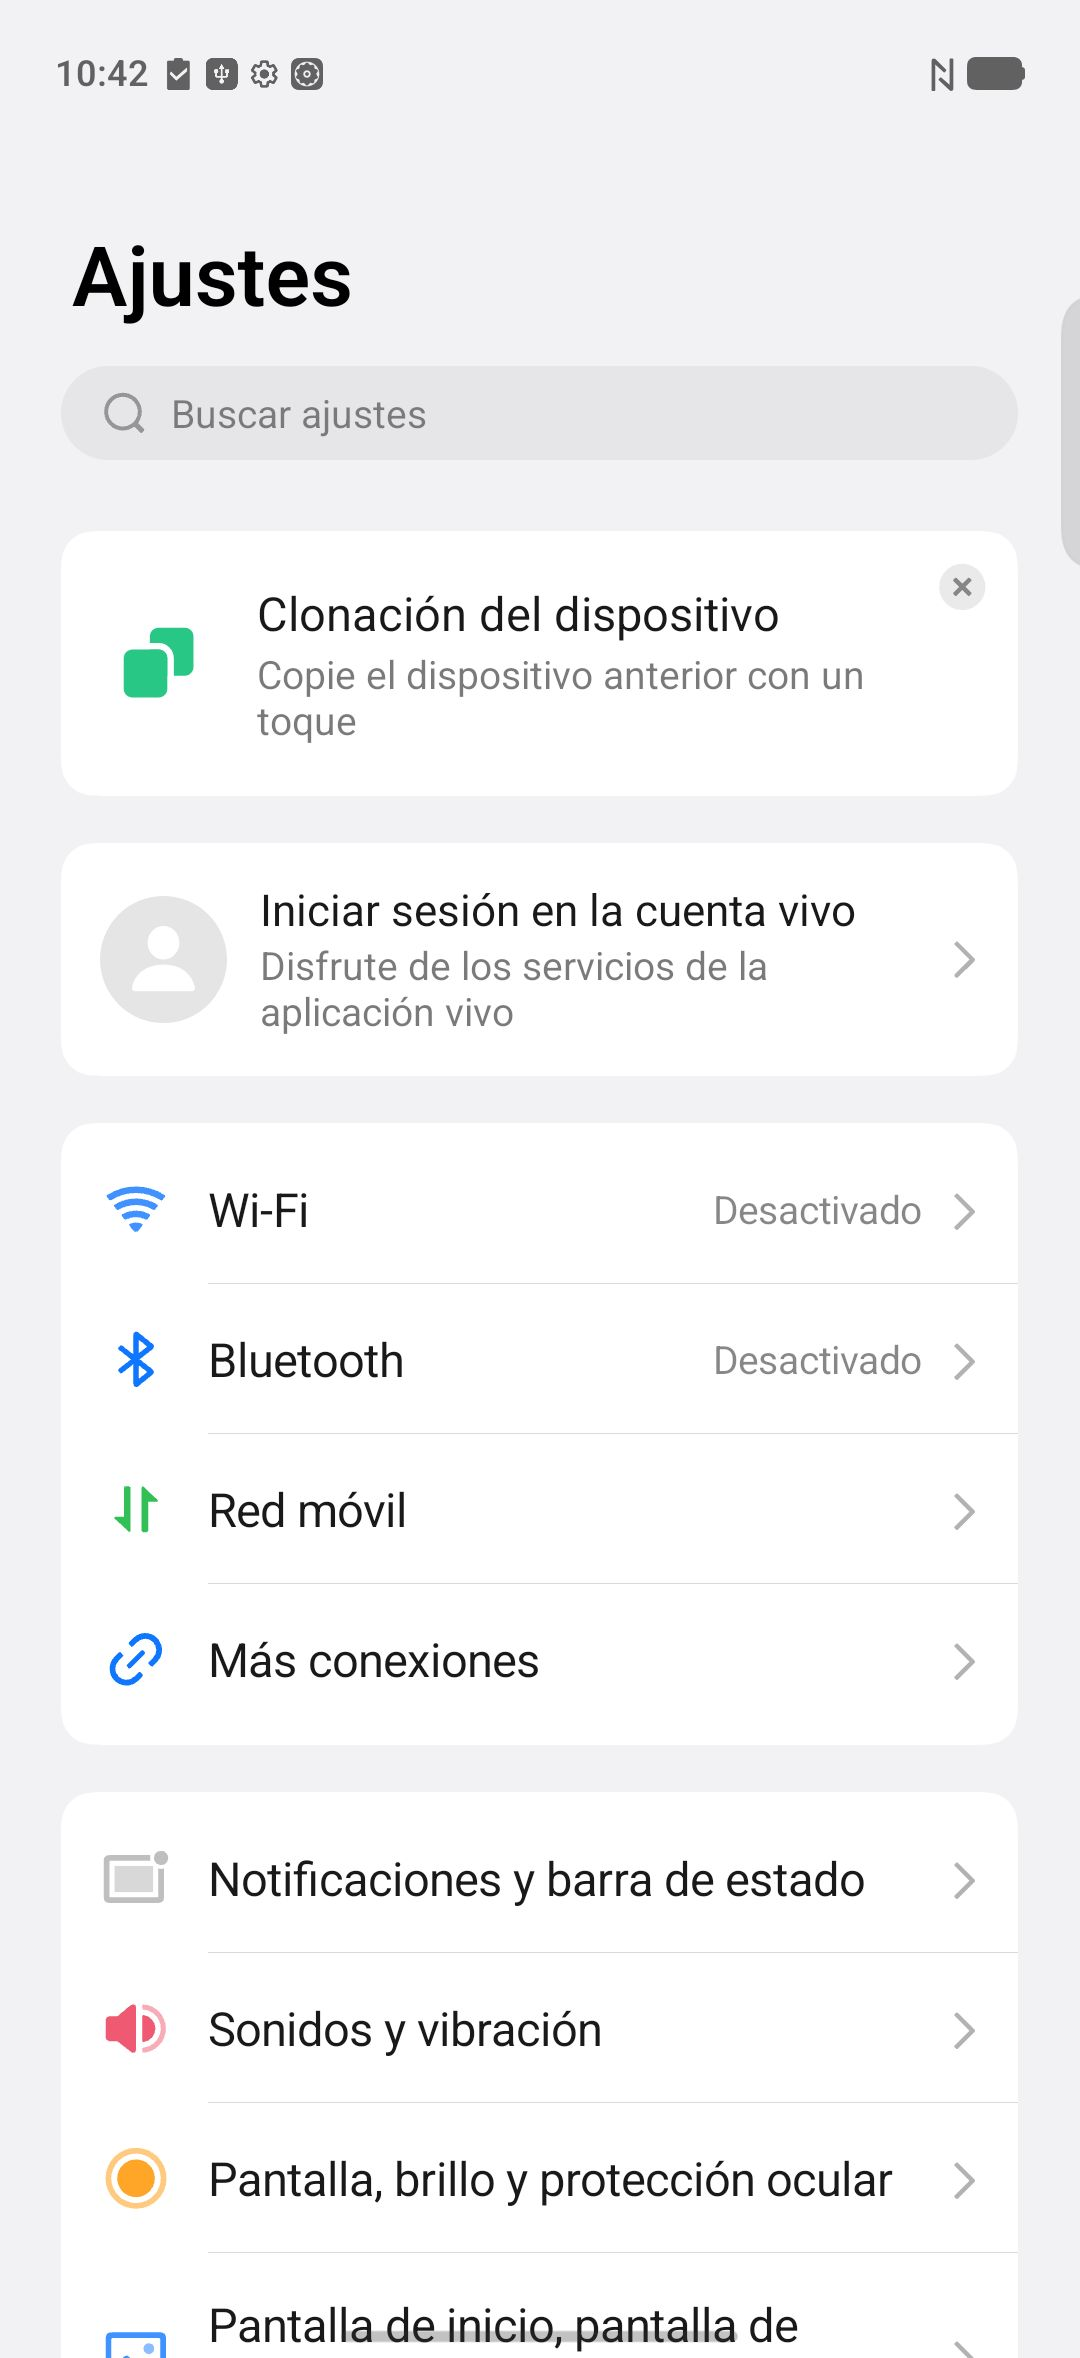 10:42
Ajustes
Buscar ajustes
Clonación del dispositivo
Copie el dispositivo anterior con un
toque
Iniciar sesión en la cuenta vivo
Disfrute de los servicios de la
aplicación vivo
Wi-Fi Desactivado
Bluetooth Desactivado
Red móvil
Más conexiones
Notificaciones y barra de estado
Sonidos y vibración
Pantalla, brillo y protección ocular
Pantalla de inicio, pantalla de